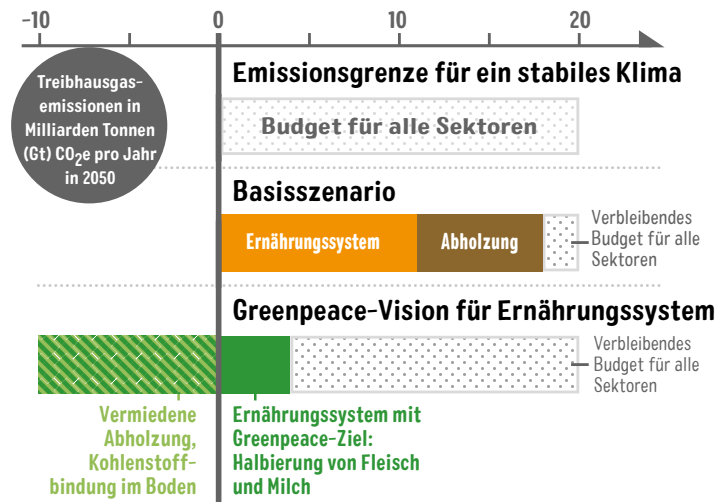 -10 0 10 20
Treibhausgas-
emissionen in
Milliarden Tonnen
(Gt) CO₂e pro Jahr
in 2050
Emissionsgrenze für ein stabiles Klima
Budget für alle Sektoren
Basisszenario
Ernährungssystem
Abholzung
Verbleibendes
Budget für alle
Sektoren
Greenpeace-Vision für Ernährungssystem
Verbleibendes
Budget für alle
Sektoren
Vermiedene
Abholzung,
Kohlenstoff-
bindung im Boden
Ernährungssystem mit
Greenpeace-Ziel:
Halbierung von Fleisch
und Milch